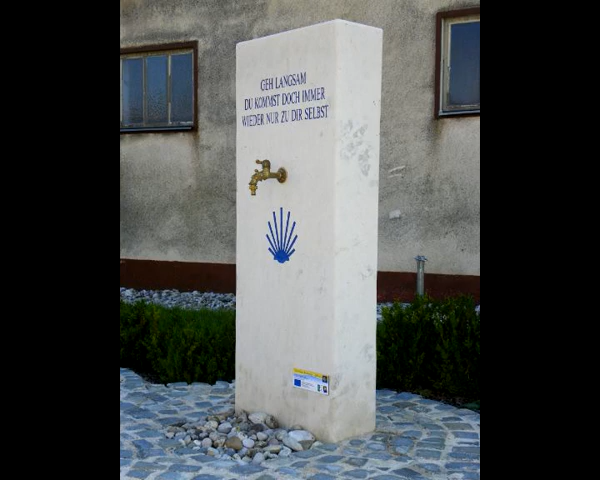 GEH LANGSAM
DU KOMMST DOCH IMMER
WIEDER NUR ZU DIR SELBST